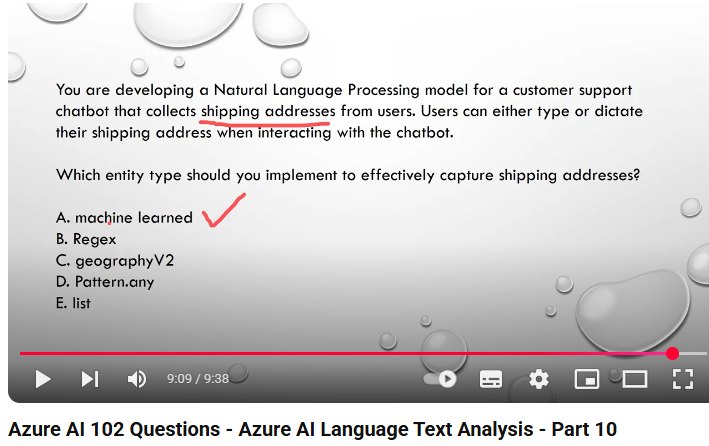 You are developing a Natural Language Processing model for a customer support
chatbot that collects shipping addresses from users. Users can either type or dictate
their shipping address when interacting with the chatbot.
Which entity type should you implement to effectively capture shipping addresses?
A. machine learned
B. Regex
C. geographyV2
D. Pattern.any
E. list
9:09 / 9:38
Azure AI 102 Questions - Azure AI Language Text Analysis - Part 10